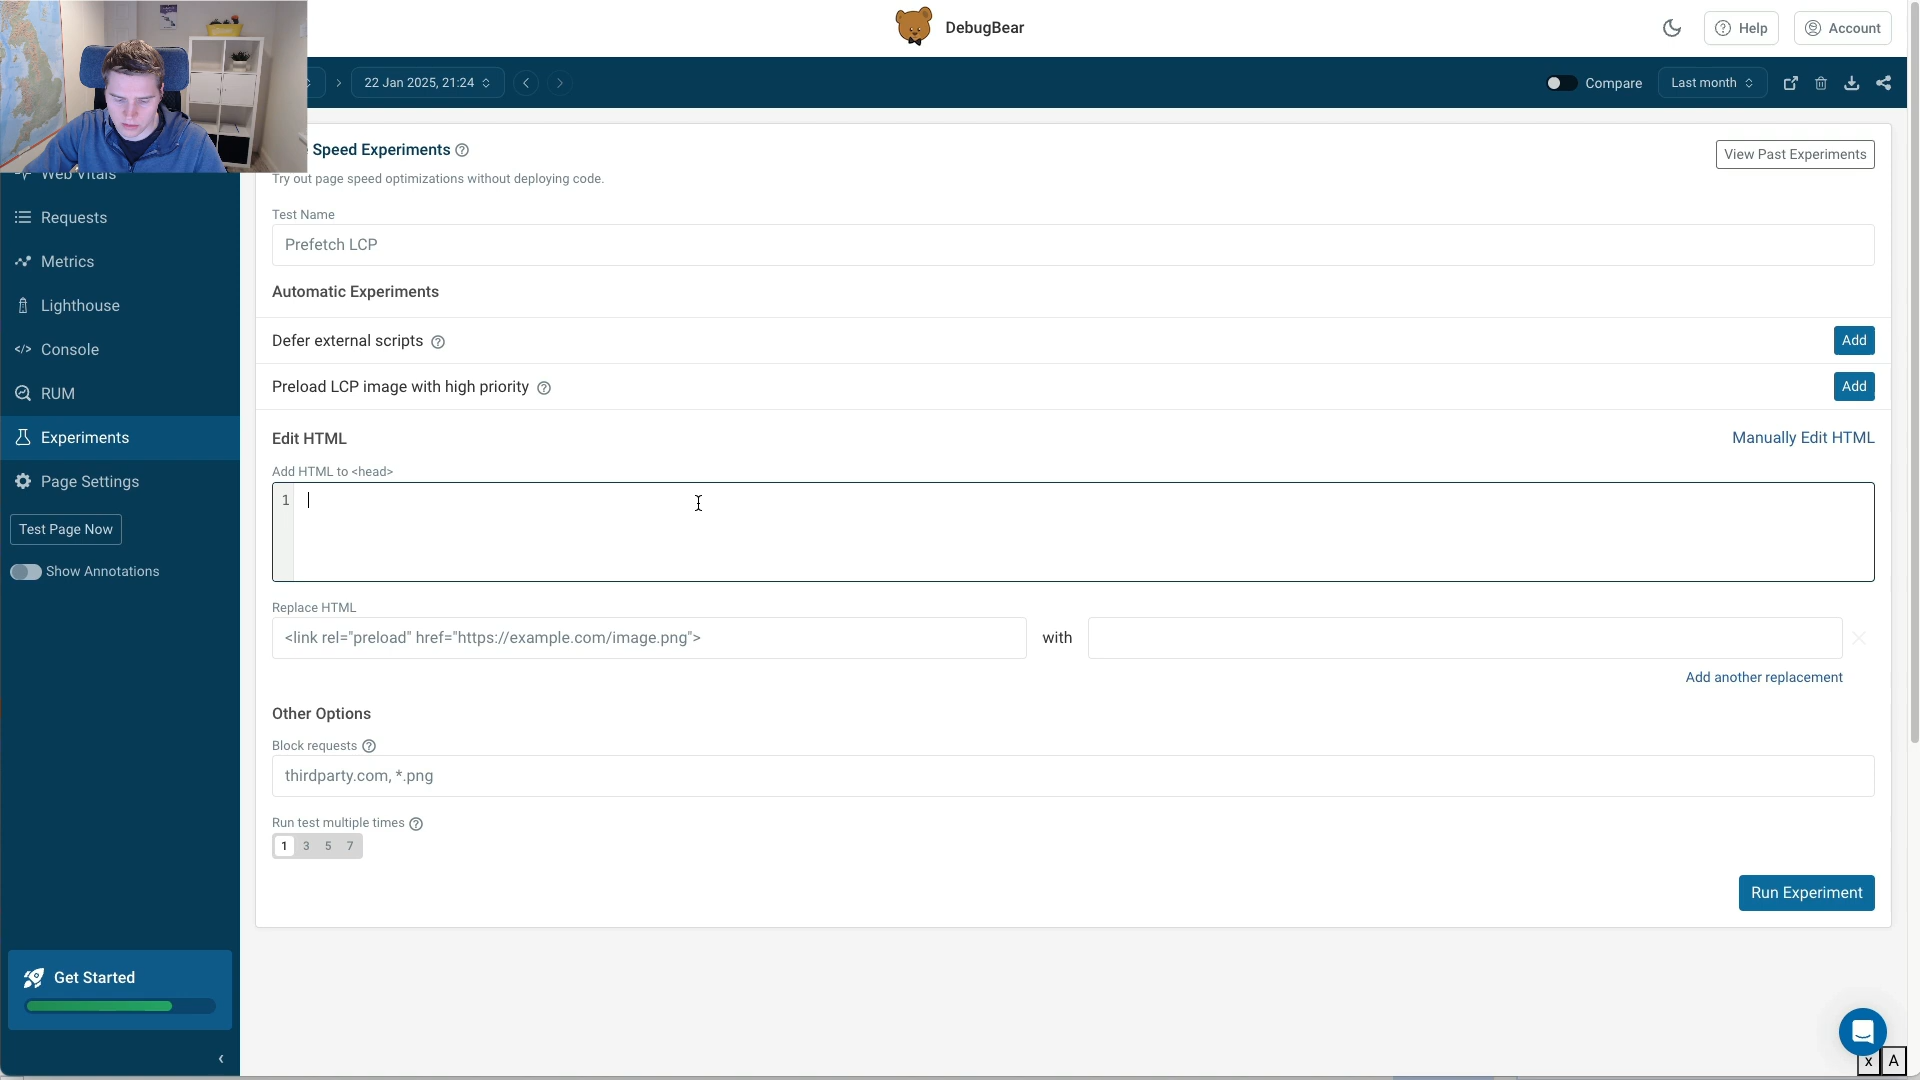 DebugBear
Help
Account
22 Jan 2025, 21:24
Compare
Last month
Speed Experiments
View Past Experiments
Try out page speed optimizations without deploying code.
Web Vitals
Requests
Metrics
Lighthouse
Console
RUM
Experiments
Page Settings
Test Page Now
Show Annotations
Get Started
Test Name
Prefetch LCP
Automatic Experiments
Defer external scripts
Add
Preload LCP image with high priority
Add
Edit HTML
Manually Edit HTML
Add HTML to <head>
1
Replace HTML
<link rel="preload" href="https://example.com/image.png">
with
Add another replacement
Other Options
Block requests
thirdparty.com, *.png
Run test multiple times
1 3 5 7
Run Experiment
x A